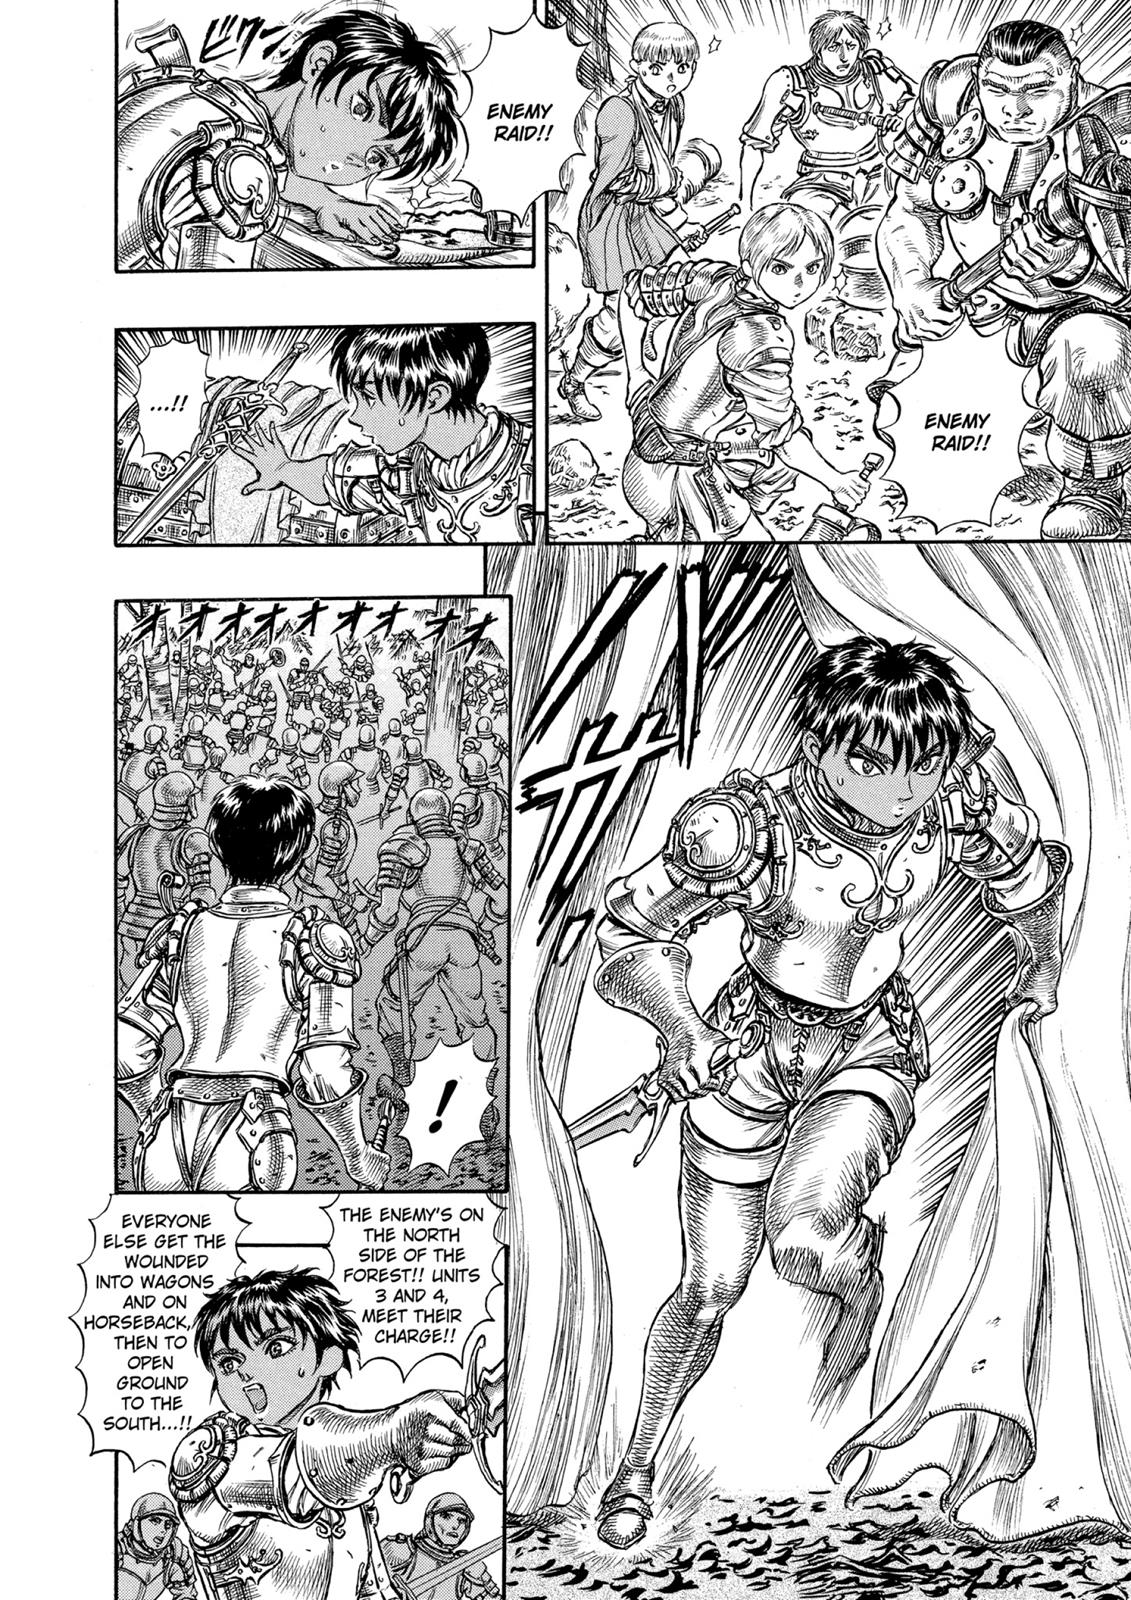 ENEMY
RAID!!
ENEMY
RAID!!
ビクッ
...!!
ザッ
オ オオオ オ オオ オ オ
!
THE ENEMY'S ON
THE NORTH
SIDE OF THE
FOREST!! UNITS
3 AND 4,
MEET THEIR
CHARGE!!
EVERYONE
ELSE GET THE
WOUNDED
INTO WAGONS
AND ON
HORSEBACK,
THEN TO
OPEN
GROUND
TO THE
SOUTH...!!